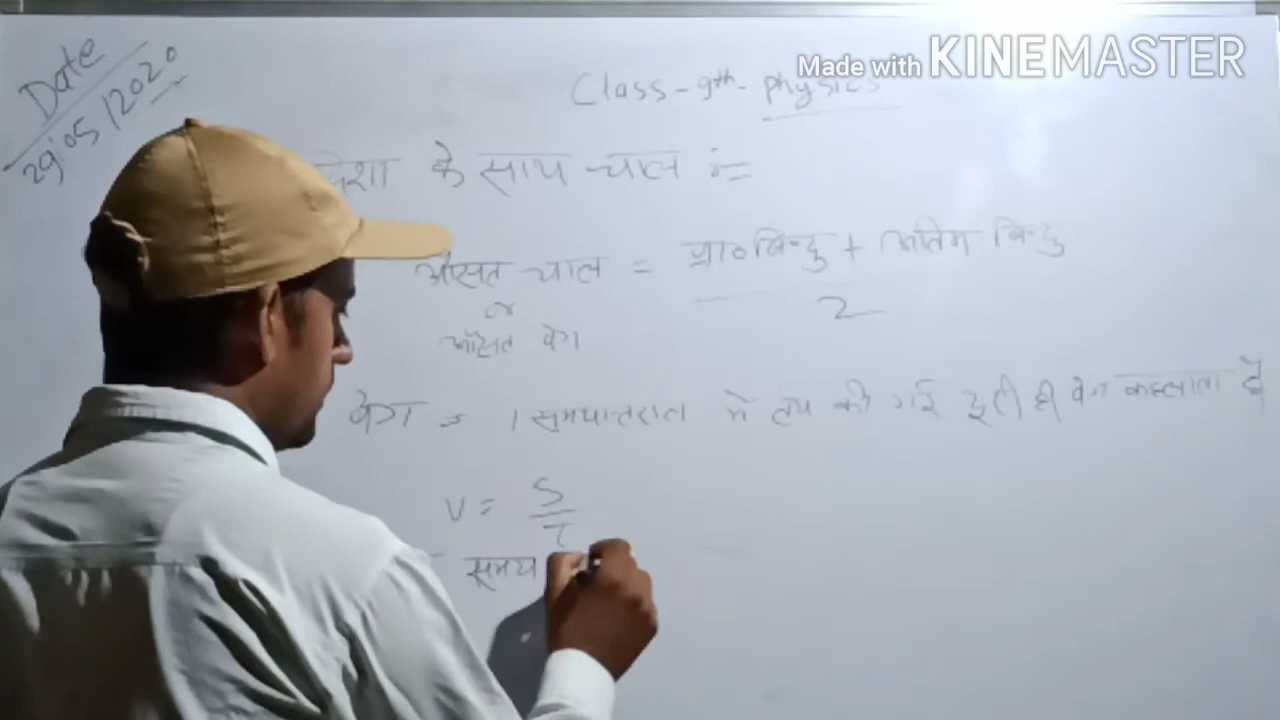 Made with KINEMASTER
Date
29/05/2020
Class - 9th - physics
दिशा के साथ चाल :=
औसत चाल = प्रा० बिन्दु + अंतिम बिन्दु
2
or
औसत वेग
वेग = 1 समयान्तराल मे तय की गई दूरी ही वेग कहलाता है
V = S
T
समय